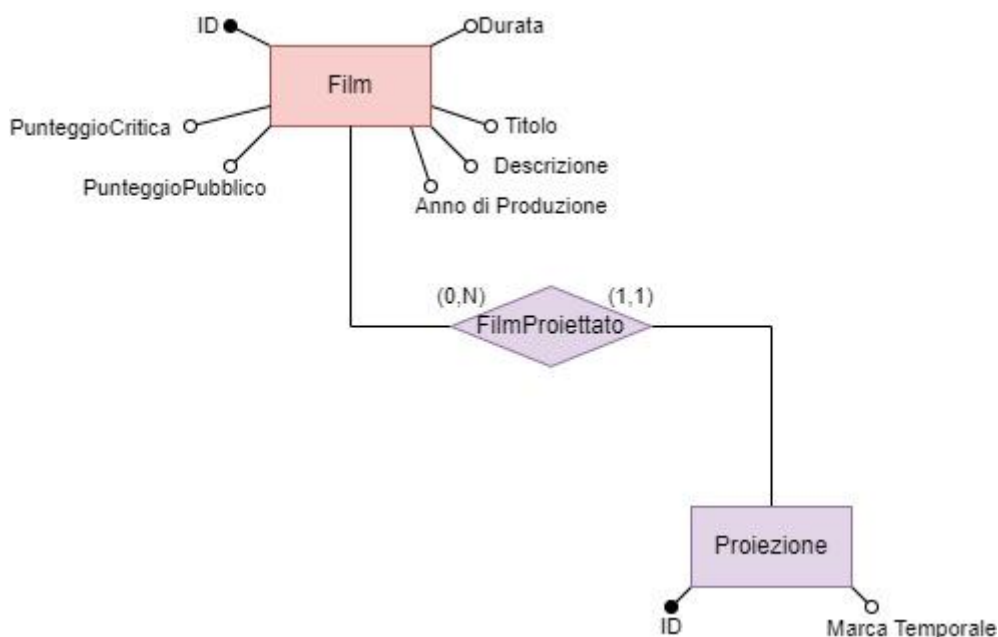 ID
Durata
Film
PunteggioCritica
Titolo
PunteggioPubblico
Descrizione
Anno di Produzione
(0,N)
(1,1)
FilmProiettato
Proiezione
ID
Marca Temporale